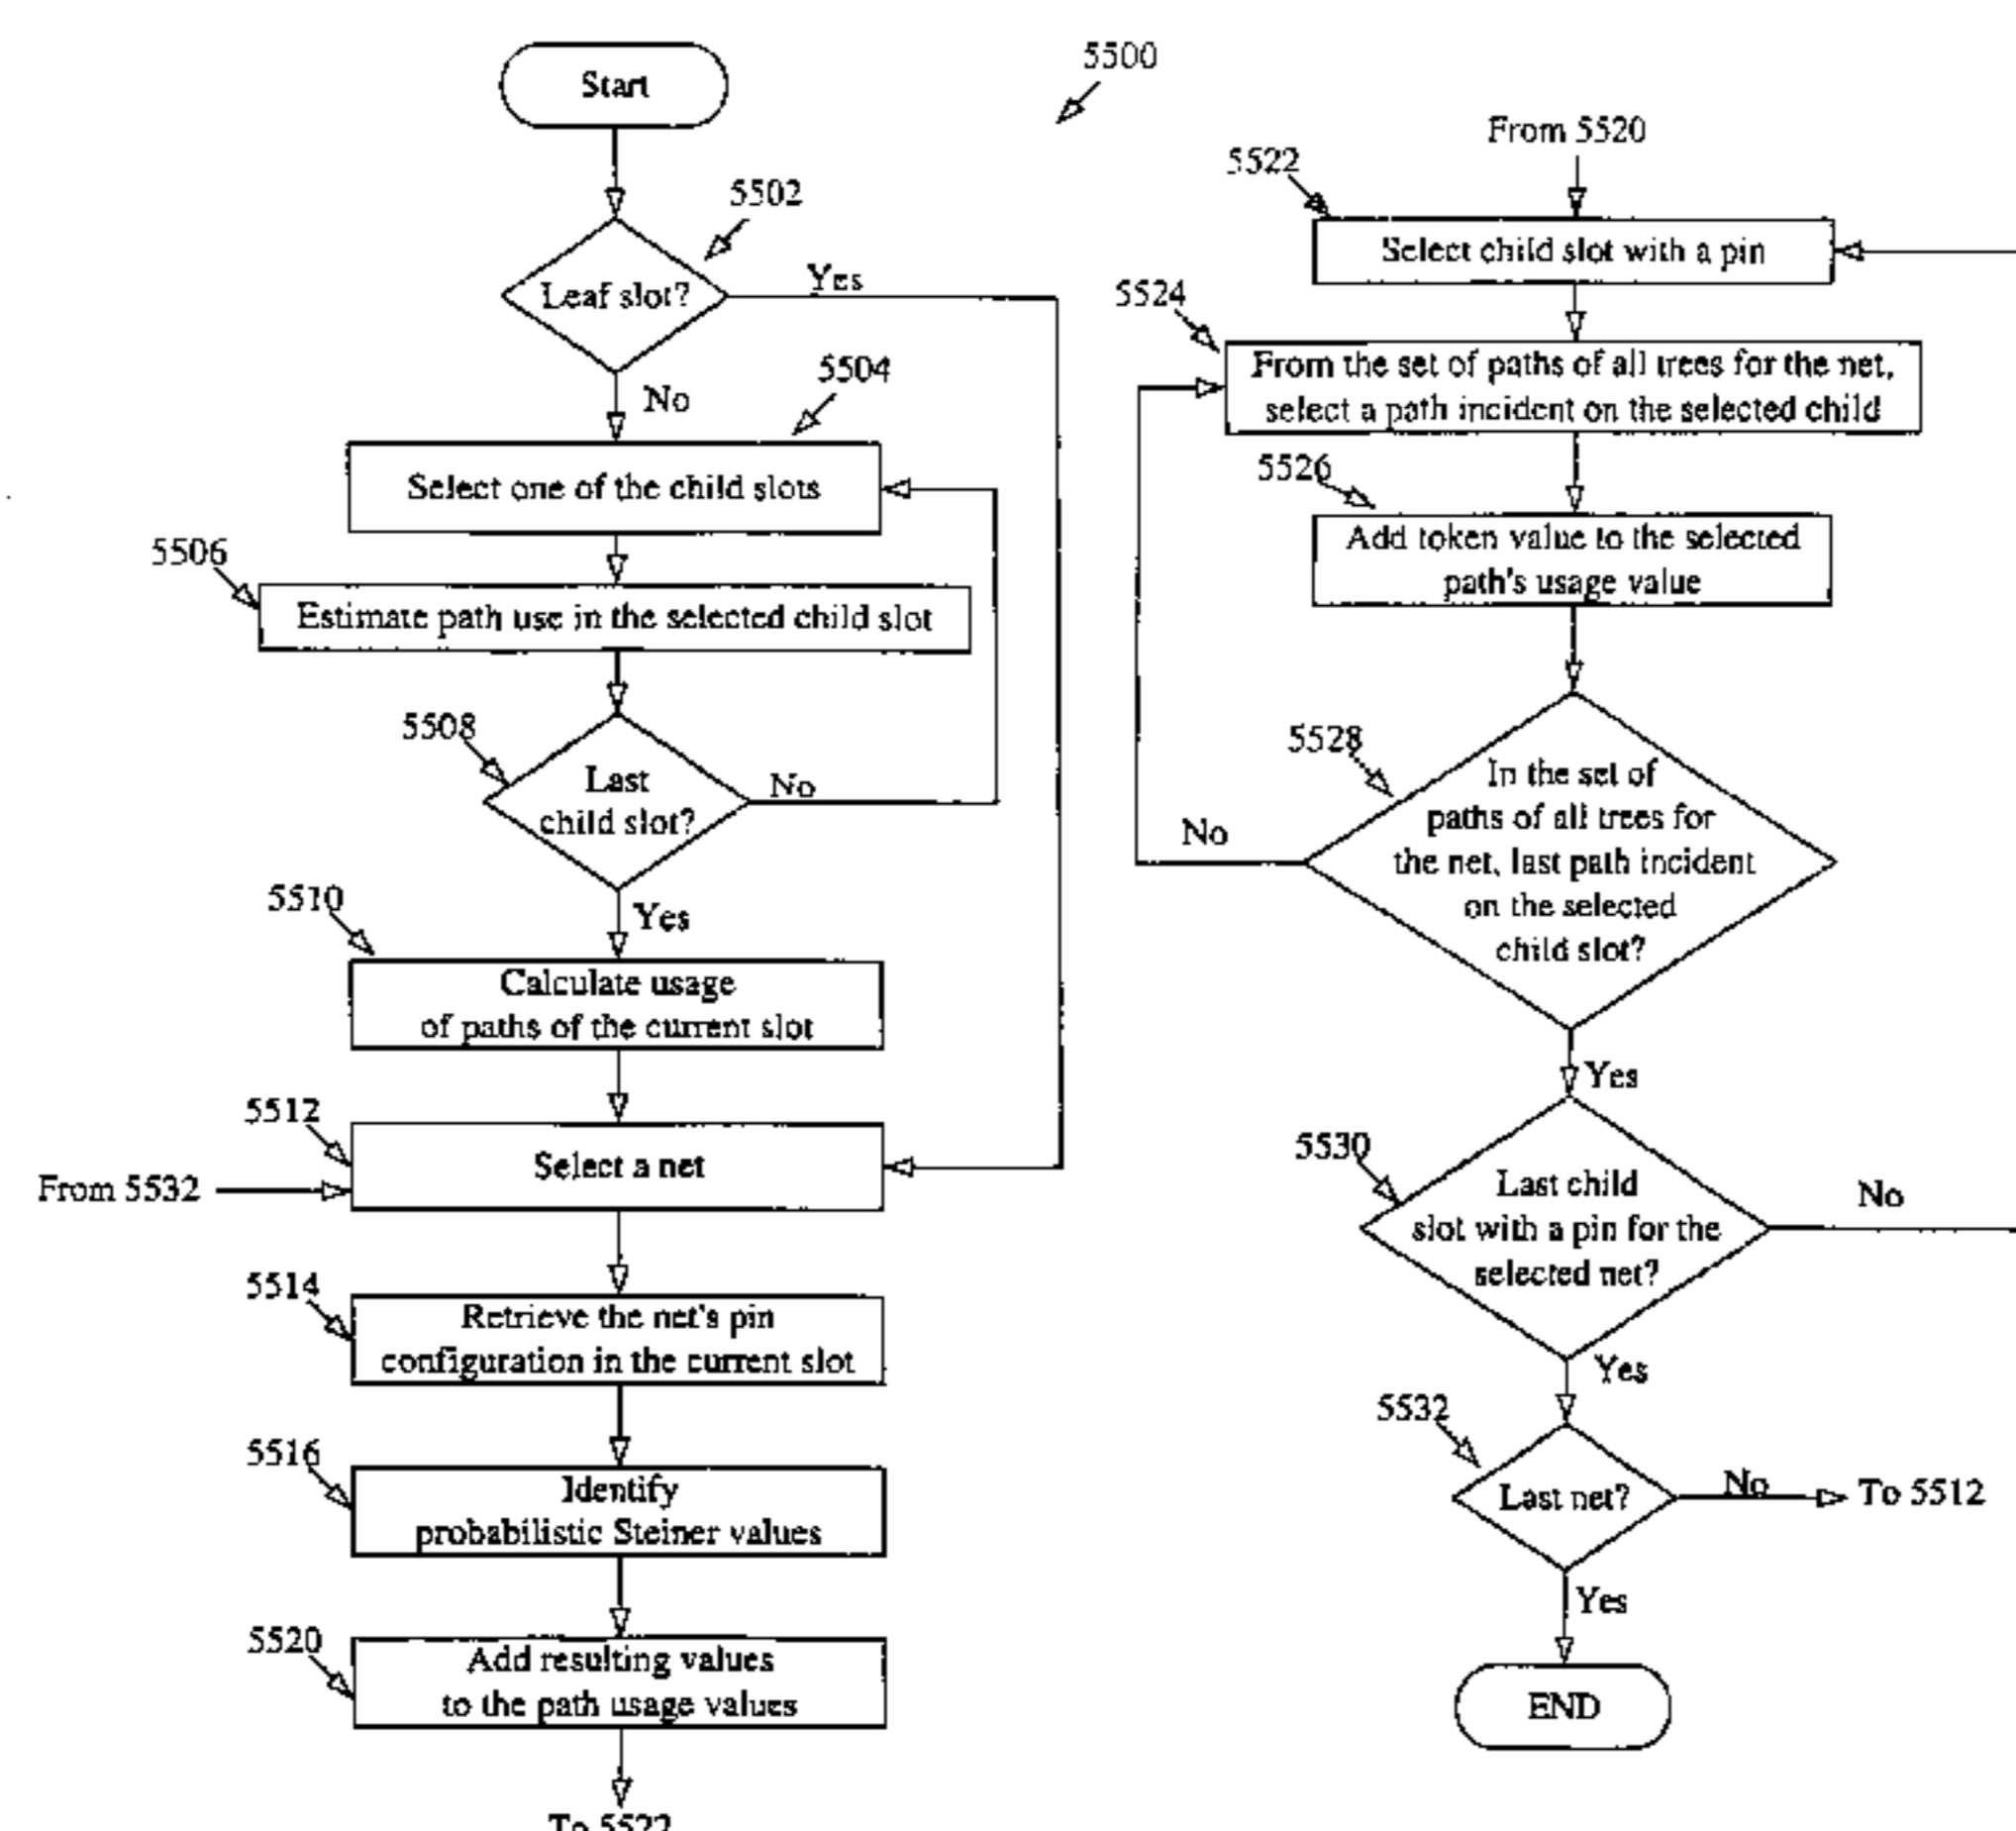 5500
Start
5502
Leaf slot?
Yes
No
5504
Select one of the child slots
5506
Estimate path use in the selected child slot
5508
Last
child slot?
No
Yes
5510
Calculate usage
of paths of the current slot
5512
Select a net
From 5532
5514
Retrieve the net's pin
configuration in the current slot
5516
Identify
probabilistic Steiner values
5520
Add resulting values
to the path usage values
To 5522
From 5520
5522
Select child slot with a pin
5524
From the set of paths of all trees for the net,
select a path incident on the selected child
5526
Add token value to the selected
path's usage value
5528
In the set of
paths of all trees for
the net, last path incident
on the selected
child slot?
No
Yes
5530
Last child
slot with a pin for the
selected net?
No
Yes
5532
Last net?
No
To 5512
Yes
END